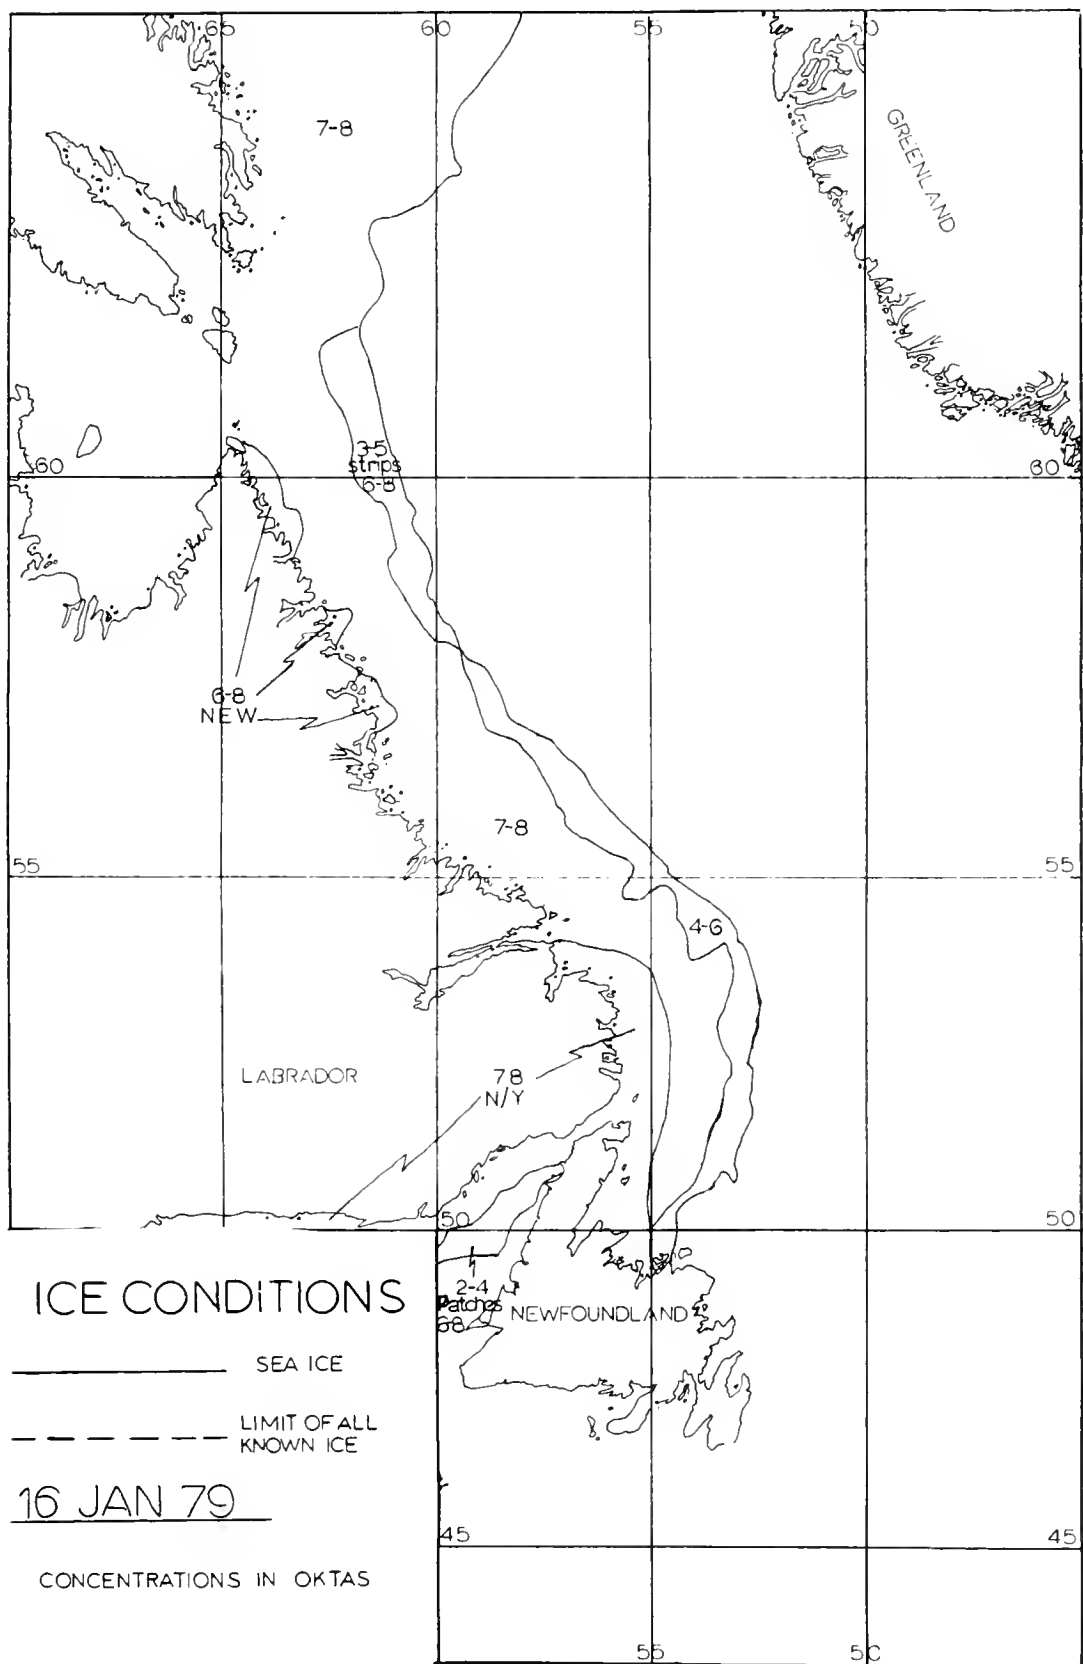 65 60 55 50
7-8
GREENLAND
3-5
strips
6-8
60 60
6-8
NEW
7-8
55 55
4-6
LABRADOR
78
N/Y
50 50
ICE CONDITIONS
2-4
Patches
6-8
NEWFOUNDLAND
SEA ICE
LIMIT OF ALL
KNOWN ICE
16 JAN 79
45 45
CONCENTRATIONS IN OKTAS
55 50